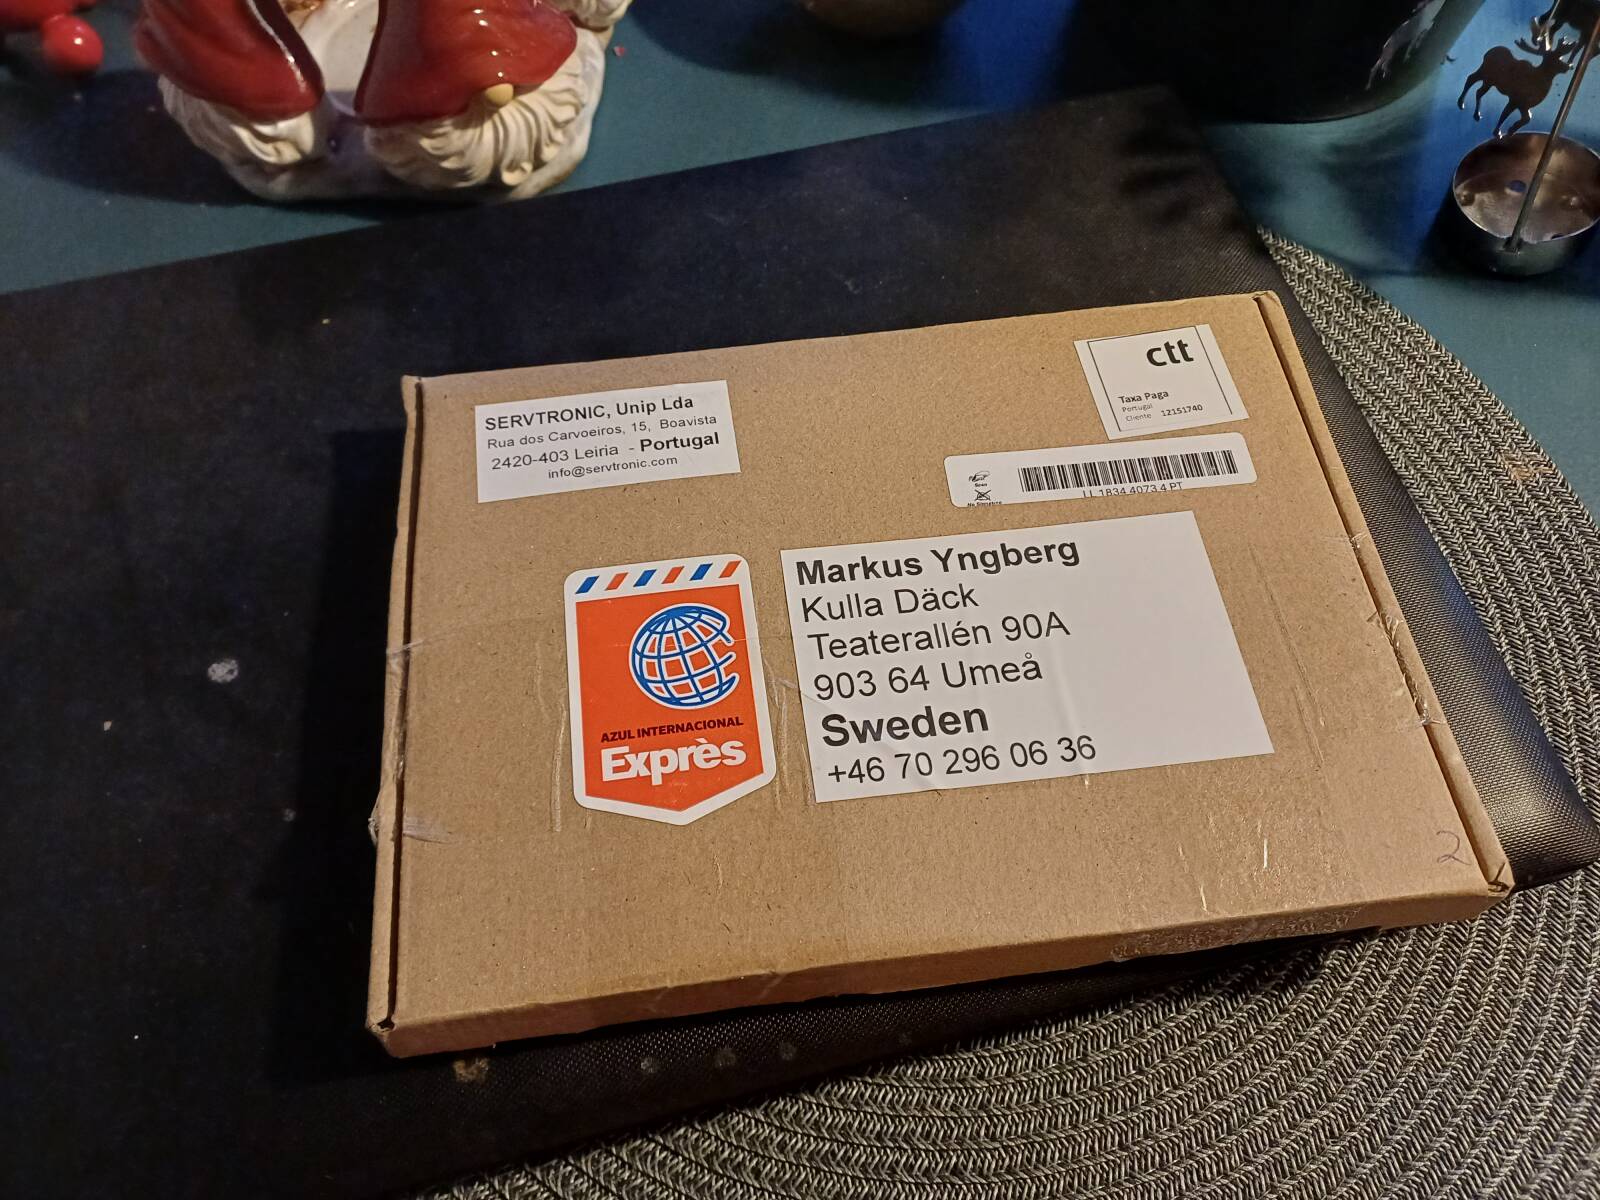 SERVTRONIC, Unip Lda
Rua dos Carvoeiros, 15, Boavista
2420-403 Leiria - Portugal
info@servtronic.com
ctt
Taxa Paga
Portugal
Cliente 12151740
LL 1834 4073 4 PT
AZUL INTERNACIONAL
Exprès
Markus Yngberg
Kulla Däck
Teaterallén 90A
903 64 Umeå
Sweden
+46 70 296 06 36
2